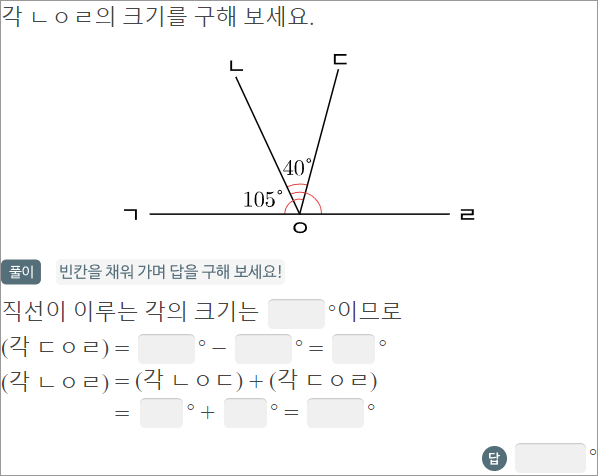 각 ㄴㅇㄹ의 크기를 구해 보세요.
ㄴ ㄷ
40°
105°
ㄱ ㅇ ㄹ
풀이 빈칸을 채워 가며 답을 구해 보세요!
직선이 이루는 각의 크기는 °이므로
(각 ㄷㅇㄹ) = ° − ° = °
(각 ㄴㅇㄹ) = (각 ㄴㅇㄷ) + (각 ㄷㅇㄹ)
= ° + ° = °
답 °